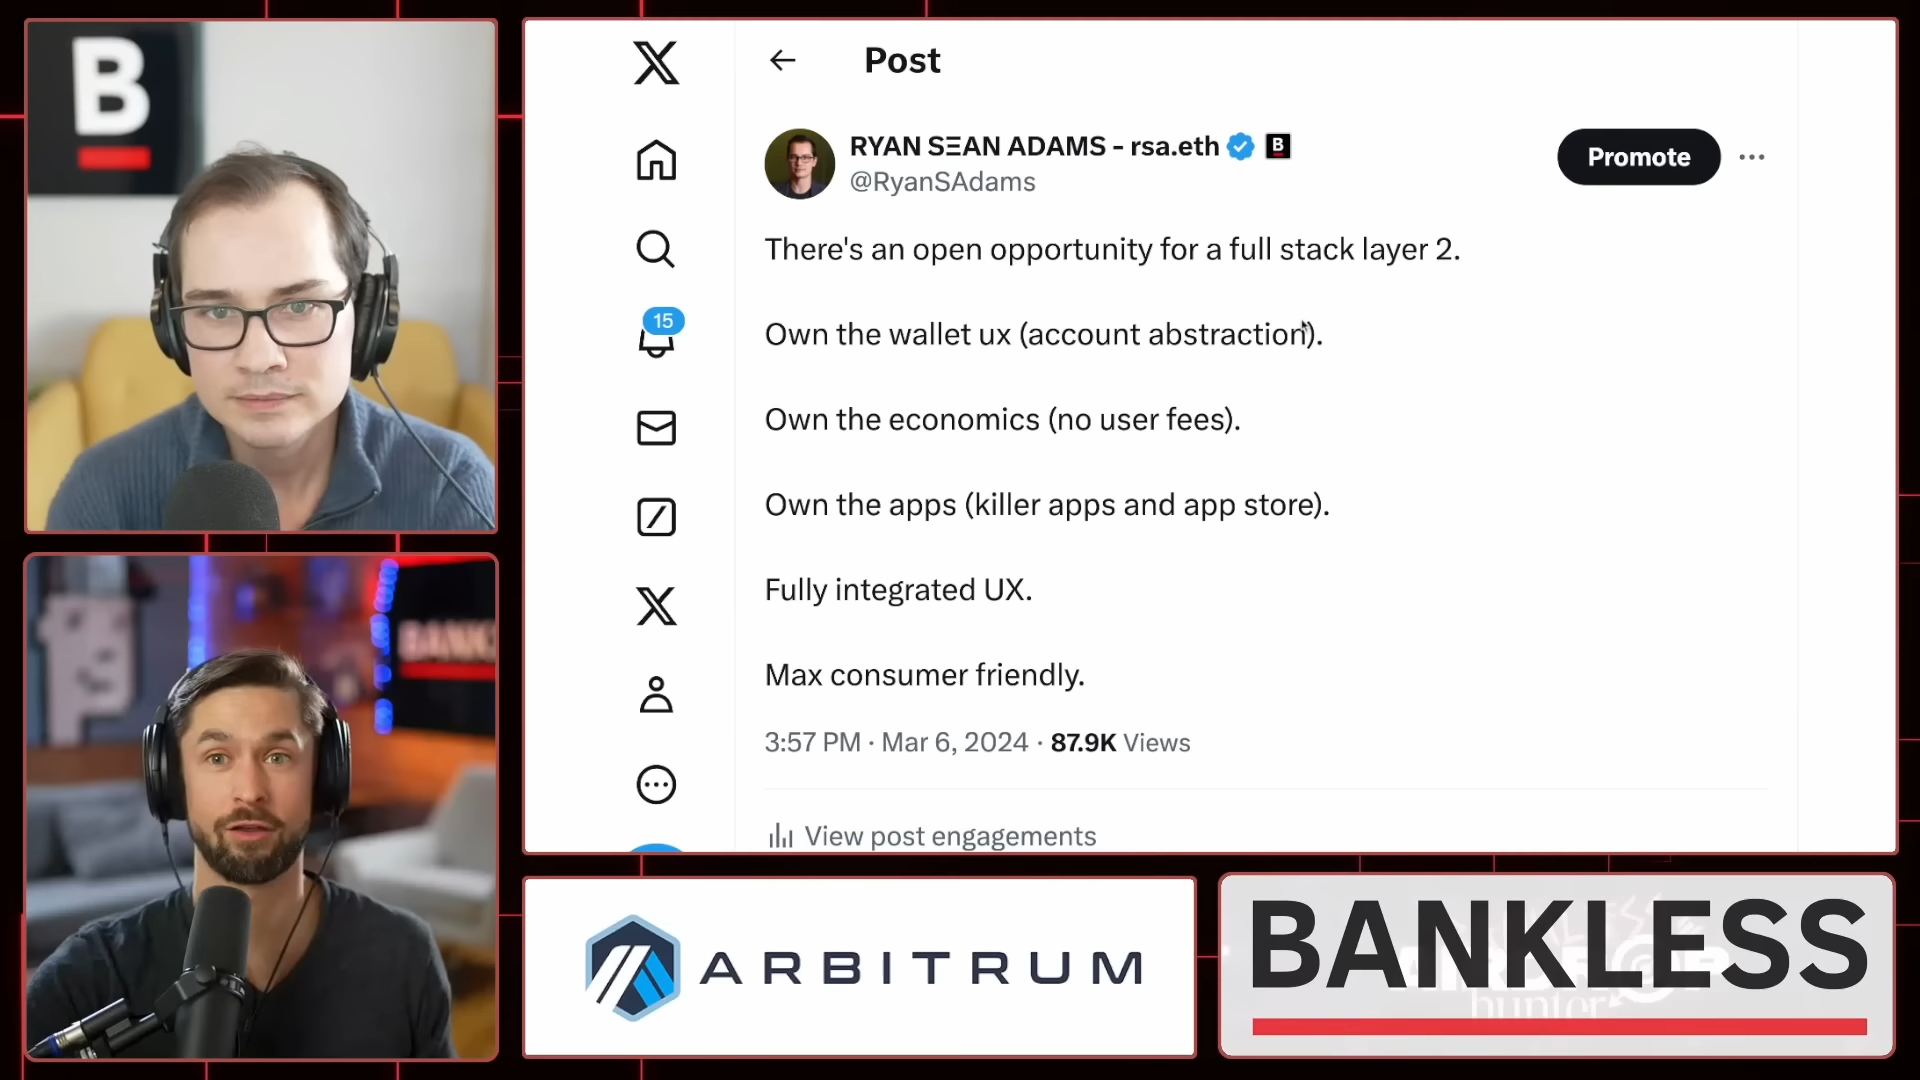 B
BANK
Post
RYAN SΞAN ADAMS - rsa.eth B
@RyanSAdams
Promote
There's an open opportunity for a full stack layer 2.
15
Own the wallet ux (account abstraction).
Own the economics (no user fees).
Own the apps (killer apps and app store).
Fully integrated UX.
Max consumer friendly.
3:57 PM · Mar 6, 2024 · 87.9K Views
View post engagements
ARBITRUM
BANKLESS
hunter